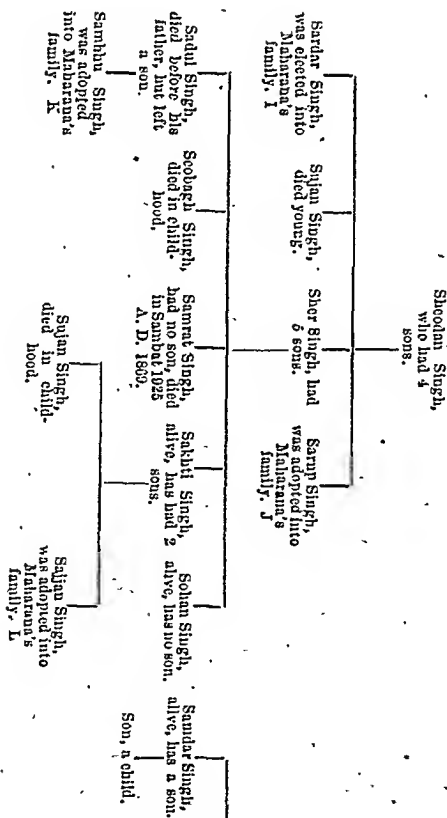 Sheodan Singh,
who had 4
sons.
Sardar Singh,
was elected into
Maharana's
family. I
Sujan Singh,
died young.
Sher Singh, had
6 sons.
Sarup Singh,
was adopted into
Maharana's
family. J
Sadul Singh,
died before his
father, but left
a son.
Seobagh Singh,
died in child-
hood.
Samrat Singh,
had no son, died
in Sambat 1925
A. D. 1869.
Sakhti Singh,
alive, has had 2
sons.
Sohan Singh,
alive, has no son.
Samdar Singh,
alive, has a son.
Sambhu Singh,
was adopted
into Maharana's
family. K
Sujan Singh,
died in child-
hood.
Sajjan Singh,
was adopted into
Maharana's
family. L
Son, a child.